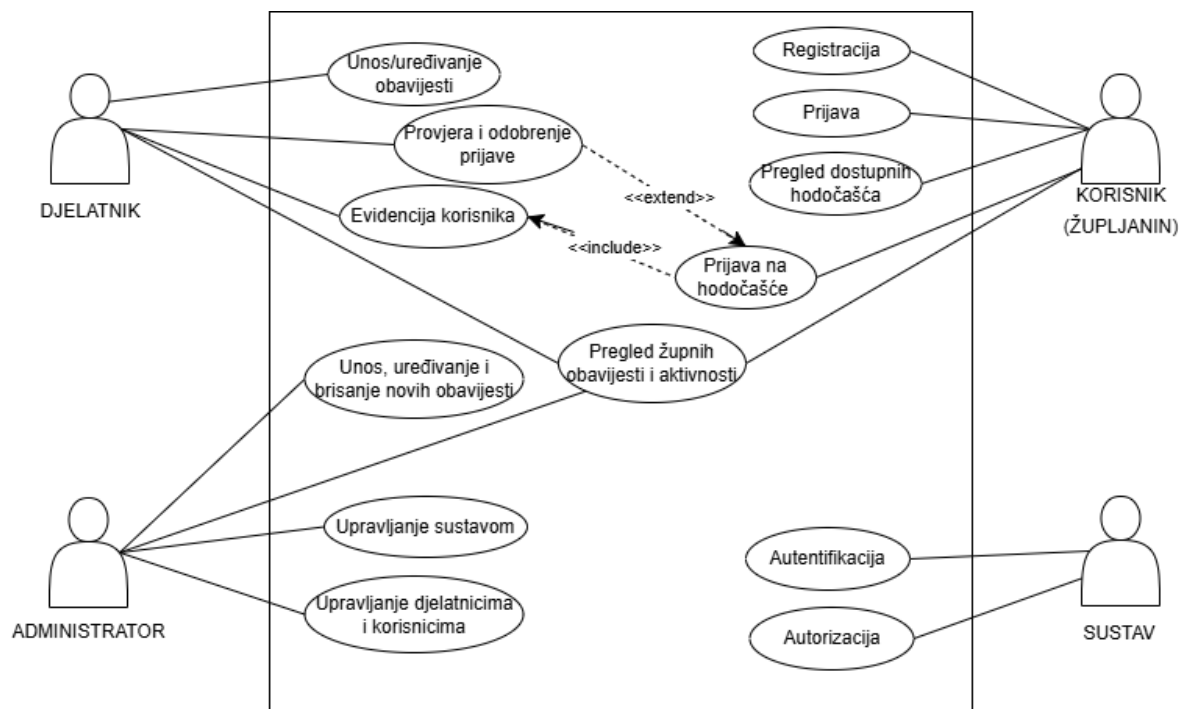 Unos/uređivanje
obavijesti
Registracija
Provjera i odobrenje
prijave
Prijava
Pregled dostupnih
hodočašća
DJELATNIK
Evidencija korisnika
<<extend>>
KORISNIK
(ŽUPLJANIN)
<<include>>
Prijava na
hodočašće
Unos, uređivanje i
brisanje novih obavijesti
Pregled župnih
obavijesti i aktivnosti
Upravljanje sustavom
Autentifikacija
Upravljanje djelatnicima
i korisnicima
ADMINISTRATOR
Autorizacija
SUSTAV